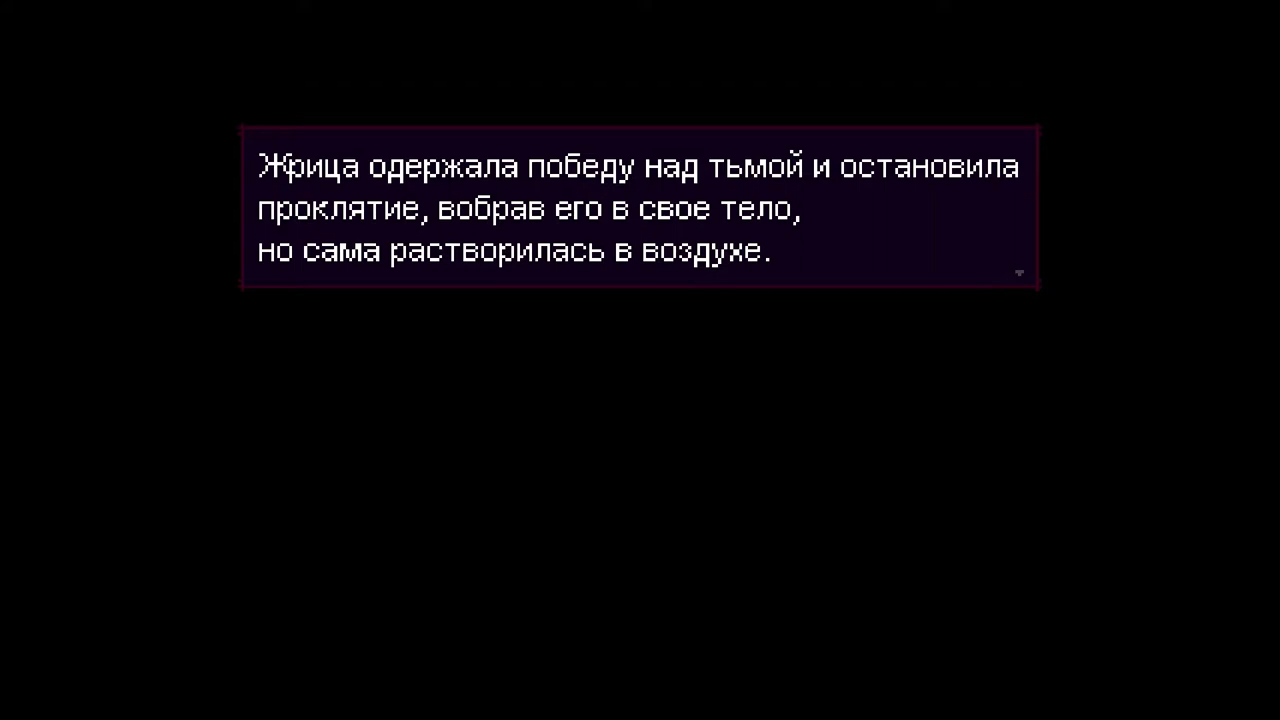 Жрица одержала победу над тьмой и остановила
проклятие, вобрав его в свое тело,
но сама растворилась в воздухе.